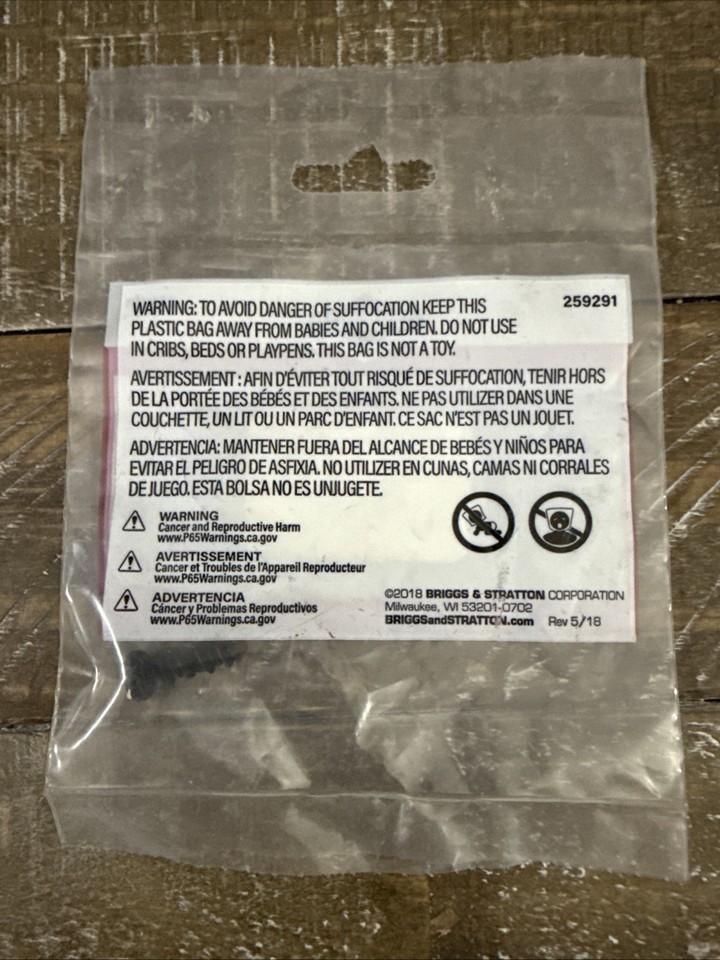 259291
WARNING: TO AVOID DANGER OF SUFFOCATION KEEP THIS
PLASTIC BAG AWAY FROM BABIES AND CHILDREN. DO NOT USE
IN CRIBS, BEDS OR PLAYPENS. THIS BAG IS NOT A TOY.
AVERTISSEMENT : AFIN D'ÉVITER TOUT RISQUÉ DE SUFFOCATION, TENIR HORS
DE LA PORTÉE DES BÉBÉS ET DES ENFANTS. NE PAS UTILIZER DANS UNE
COUCHETTE, UN LIT OU UN PARC D'ENFANT. CE SAC N'EST PAS UN JOUET.
ADVERTENCIA: MANTENER FUERA DEL ALCANCE DE BEBÉS Y NIÑOS PARA
EVITAR EL PELIGRO DE ASFIXIA. NO UTILIZER EN CUNAS, CAMAS NI CORRALES
DE JUEGO. ESTA BOLSA NO ES UNJUGETE.
WARNING
Cancer and Reproductive Harm
www.P65Warnings.ca.gov
AVERTISSEMENT
Cancer et Troubles de l'Appareil Reproducteur
www.P65Warnings.ca.gov
ADVERTENCIA
Cáncer y Problemas Reproductivos
www.P65Warnings.ca.gov
©2018 BRIGGS & STRATTON CORPORATION
Milwaukee, WI 53201-0702
BRIGGSandSTRATTON.com Rev 5/18